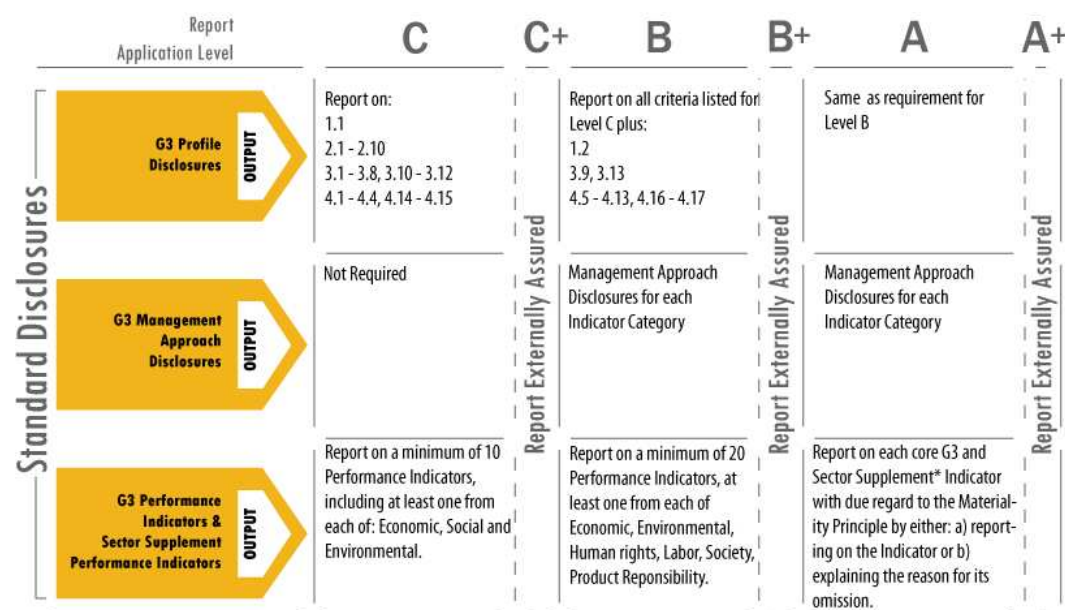 Report
Application Level
C
C+
B
B+
A
A+
Standard Disclosures
G3 Profile
Disclosures
OUTPUT
Report on:
1.1
2.1 - 2.10
3.1 - 3.8, 3.10 - 3.12
4.1 - 4.4, 4.14 - 4.15
Report Externally Assured
Report on all criteria listed for
Level C plus:
1.2
3.9, 3.13
4.5 - 4.13, 4.16 - 4.17
Report Externally Assured
Same as requirement for
Level B
Report Externally Assured
G3 Management
Approach
Disclosures
OUTPUT
Not Required
Management Approach
Disclosures for each
Indicator Category
Management Approach
Disclosures for each
Indicator Category
G3 Performance
Indicators &
Sector Supplement
Performance Indicators
OUTPUT
Report on a minimum of 10
Performance Indicators,
including at least one from
each of: Economic, Social and
Environmental.
Report on a minimum of 20
Performance Indicators, at
least one from each of
Economic, Environmental,
Human rights, Labor, Society,
Product Reponsibility.
Report on each core G3 and
Sector Supplement* Indicator
with due regard to the Material-
ity Principle by either: a) report-
ing on the Indicator or b)
explaining the reason for its
omission.